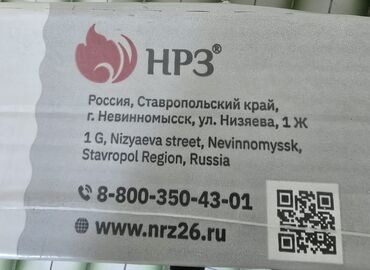 НРЗ®
Россия, Ставропольский край,
г. Невинномысск, ул. Низяева, 1 Ж
1 G, Nizyaeva street, Nevinnomyssk,
Stavropol Region, Russia
8-800-350-43-01
www.nrz26.ru